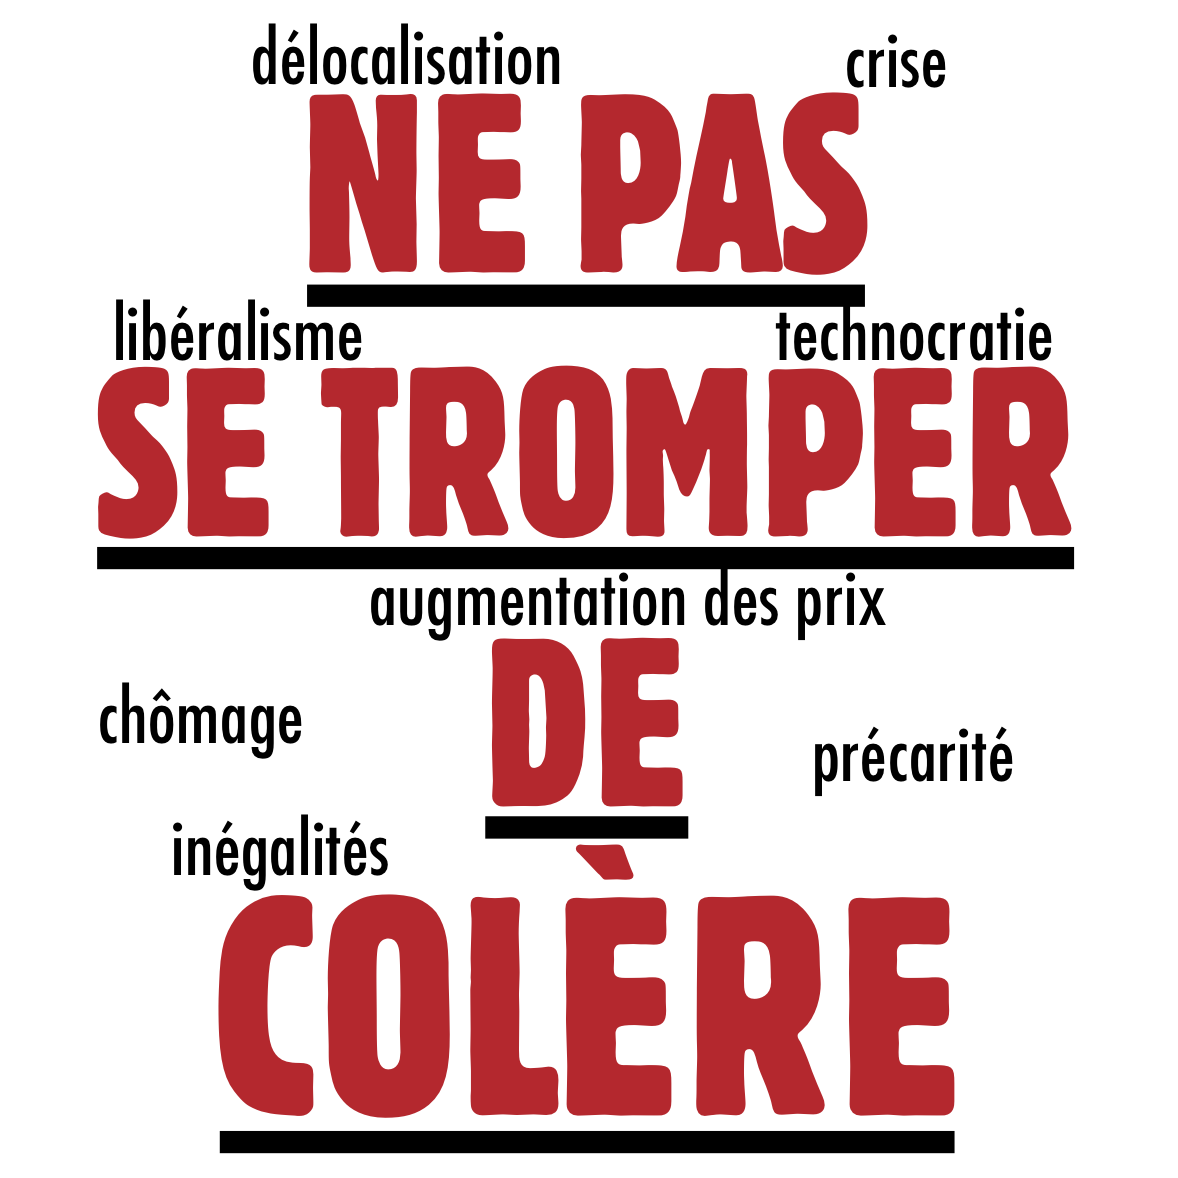 délocalisation
crise
NE PAS
libéralisme
technocratie
SE TROMPER
augmentation des prix
DE
chômage
précarité
inégalités
COLÈRE